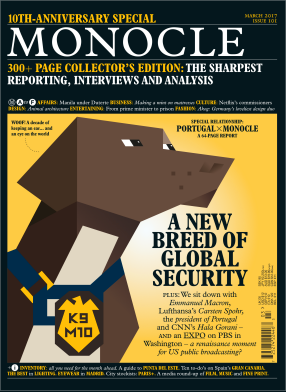 10TH-ANNIVERSARY SPECIAL
MARCH 2017
ISSUE 101
MONOCLE
300+ PAGE COLLECTOR'S EDITION: THE SHARPEST
REPORTING, INTERVIEWS AND ANALYSIS
M A to F AFFAIRS: Manila under Duterte BUSINESS: Making a mint on mattresses CULTURE: Netflix's commissioners
DESIGN: Animal architecture ENTERTAINING: From prime minister to prison FASHION: Ahoy: Germany's loveliest design duo
WOOF! A decade of
keeping an ear... and
an eye on the world
SPECIAL RELATIONSHIP:
PORTUGAL × MONOCLE
A 64-PAGE REPORT
A NEW
BREED OF
GLOBAL
SECURITY
PLUS: We sit down with
Emmanuel Macron,
Lufthansa's Carsten Spohr,
the president of Portugal
and CNN's Hala Gorani –
AND an EXPO on PBS in
Washington – a renaissance moment
for US public broadcasting?
K9
M10
INVENTORY: all you need for the month ahead. A guide to PUNTA DEL ESTE. Ten to-do's on Spain's GRAN CANARIA.
THE BEST in LIGHTING. EYEWEAR by MADRID. City stockists: PARIS+. A media round-up of FILM, MUSIC and FINE PRINT.